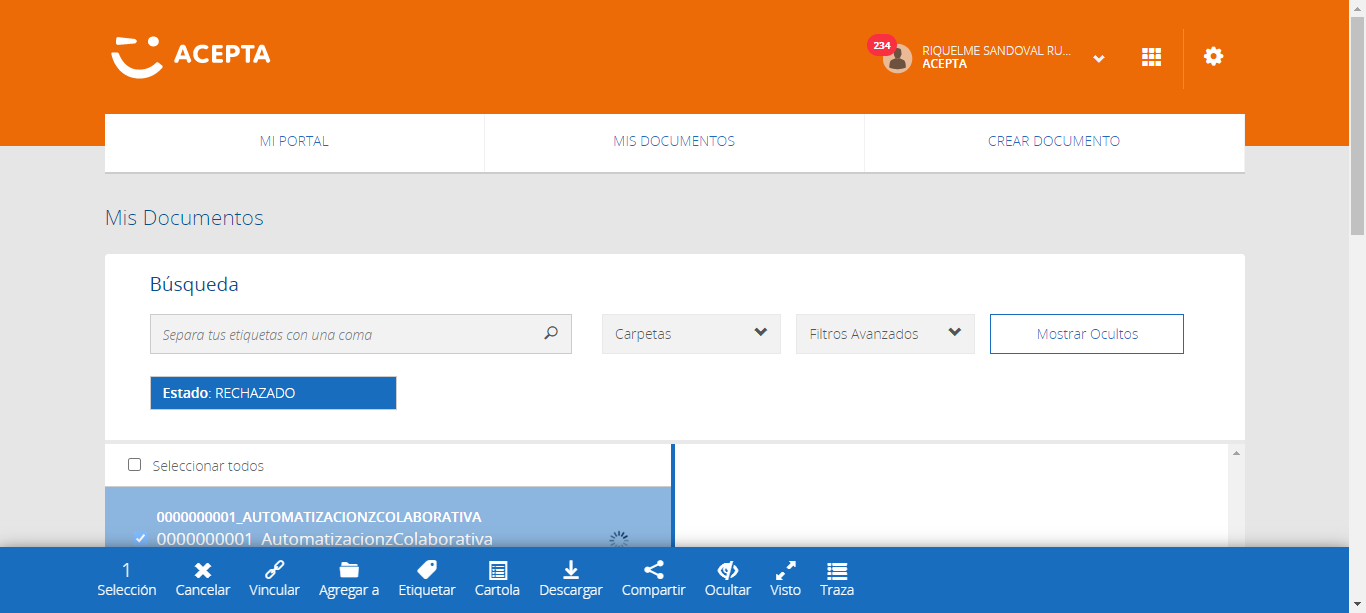 ACEPTA
234
RIQUELME SANDOVAL RU...
ACEPTA
MI PORTAL
MIS DOCUMENTOS
CREAR DOCUMENTO
Mis Documentos
Búsqueda
Separa tus etiquetas con una coma
Carpetas
Filtros Avanzados
Mostrar Ocultos
Estado: RECHAZADO
Seleccionar todos
0000000001_AUTOMATIZACIONZCOLABORATIVA
0000000001_AutomatizacionzColaborativa
1
Selección
Cancelar
Vincular
Agregar a
Etiquetar
Cartola
Descargar
Compartir
Ocultar
Visto
Traza